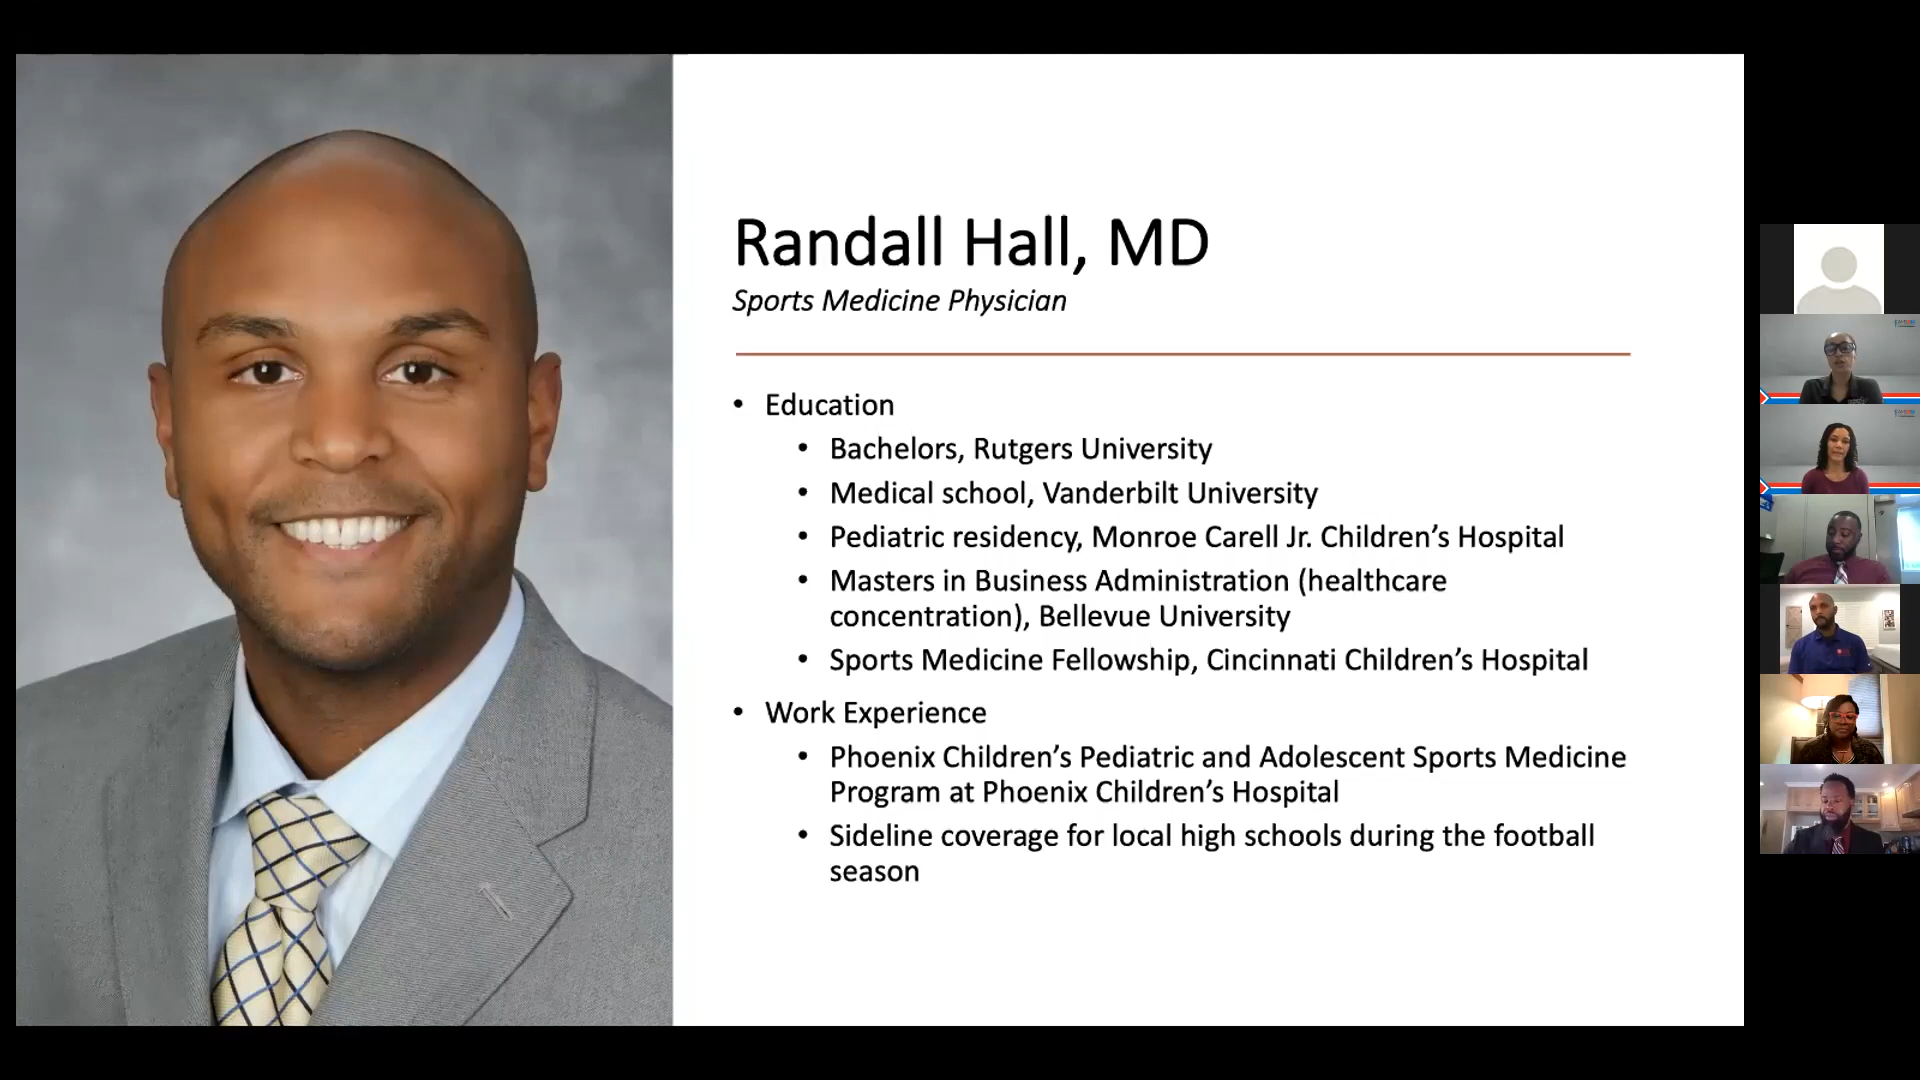 Randall Hall, MD
Sports Medicine Physician
• Education
• Bachelors, Rutgers University
• Medical school, Vanderbilt University
• Pediatric residency, Monroe Carell Jr. Children’s Hospital
• Masters in Business Administration (healthcare
concentration), Bellevue University
• Sports Medicine Fellowship, Cincinnati Children’s Hospital
• Work Experience
• Phoenix Children’s Pediatric and Adolescent Sports Medicine
Program at Phoenix Children’s Hospital
• Sideline coverage for local high schools during the football
season